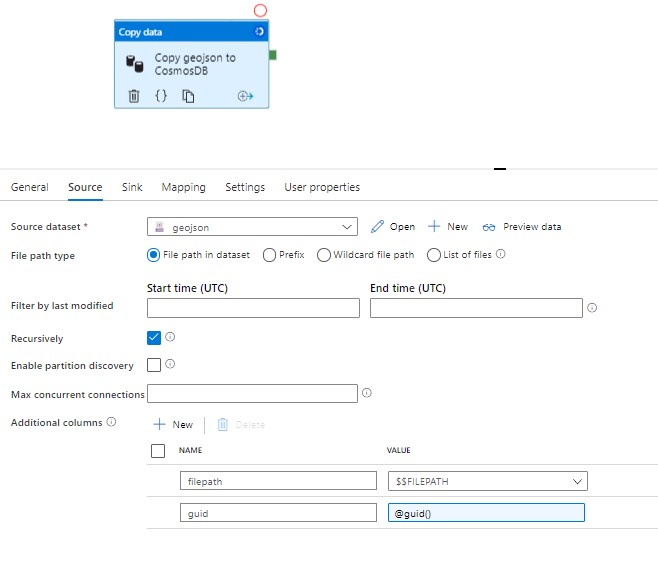 Copy data
Copy geojson to
CosmosDB
{}
General Source Sink Mapping Settings User properties
Source dataset * geojson Open New Preview data
File path type File path in dataset Prefix Wildcard file path List of files
Start time (UTC) End time (UTC)
Filter by last modified
Recursively
Enable partition discovery
Max concurrent connections
Additional columns New Delete
NAME VALUE
filepath $$FILEPATH
guid @guid()